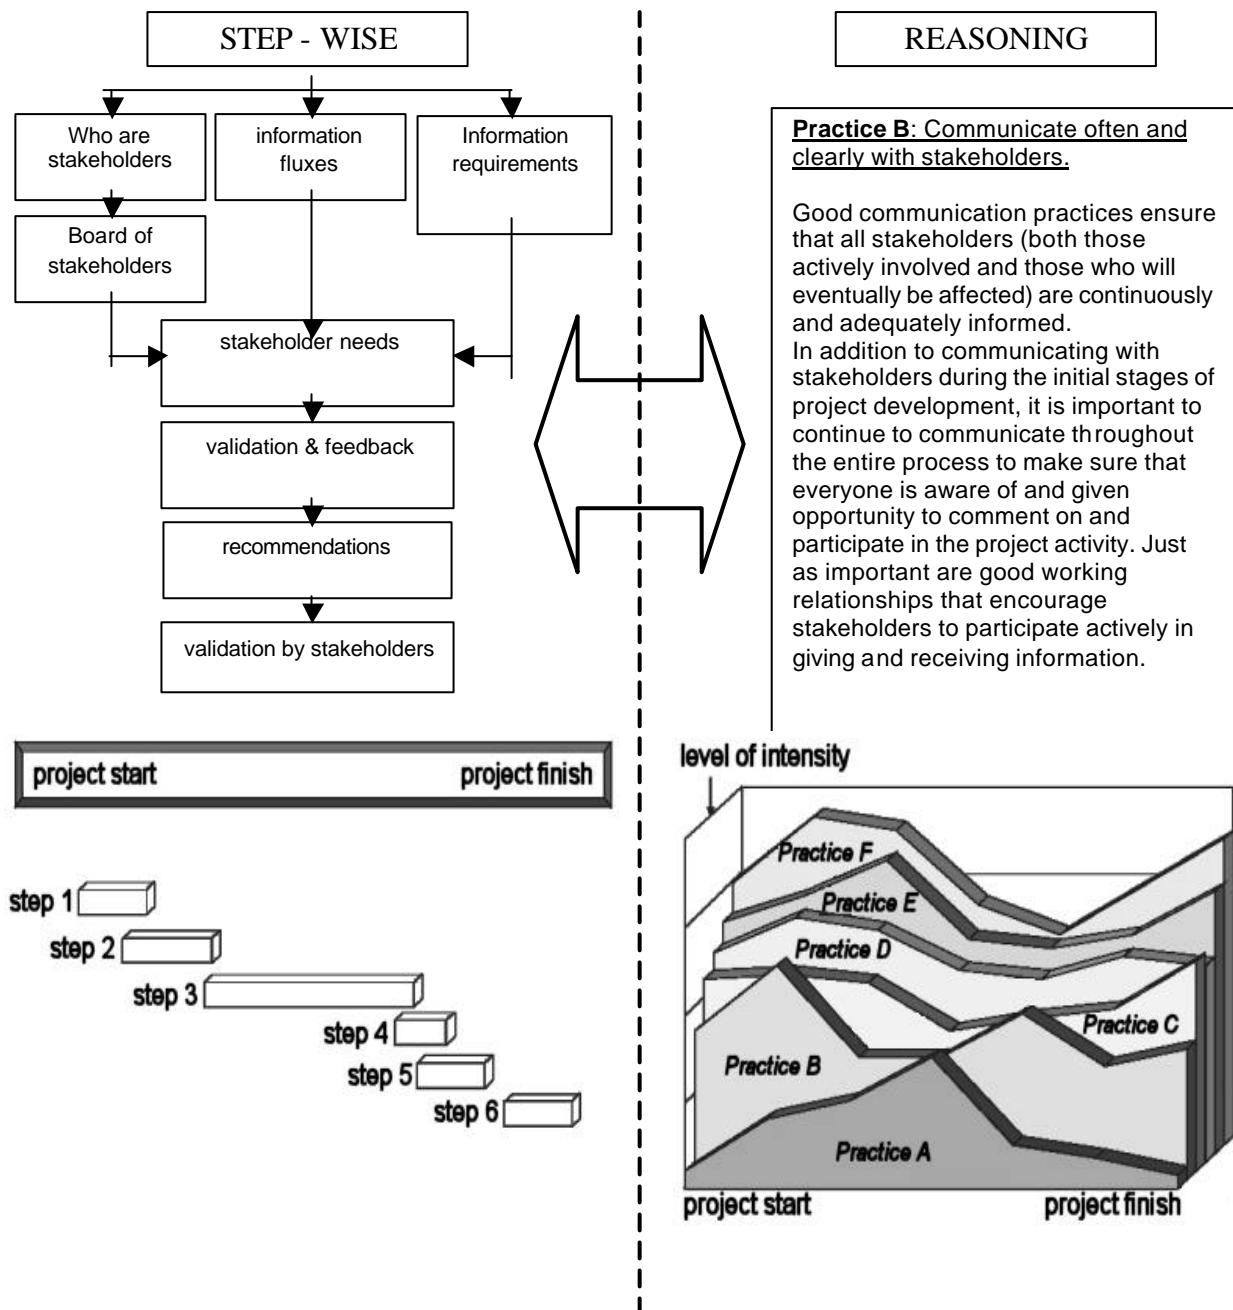 STEP - WISE
Who are
stakeholders
information
fluxes
Information
requirements
Board of
stakeholders
stakeholder needs
validation & feedback
recommendations
validation by stakeholders
project start
project finish
step 1
step 2
step 3
step 4
step 5
step 6
REASONING
Practice B: Communicate often and
clearly with stakeholders.
Good communication practices ensure
that all stakeholders (both those
actively involved and those who will
eventually be affected) are continuously
and adequately informed.
In addition to communicating with
stakeholders during the initial stages of
project development, it is important to
continue to communicate throughout
the entire process to make sure that
everyone is aware of and given
opportunity to comment on and
participate in the project activity. Just
as important are good working
relationships that encourage
stakeholders to participate actively in
giving and receiving information.
level of intensity
Practice F
Practice E
Practice D
Practice C
Practice B
Practice A
project start
project finish